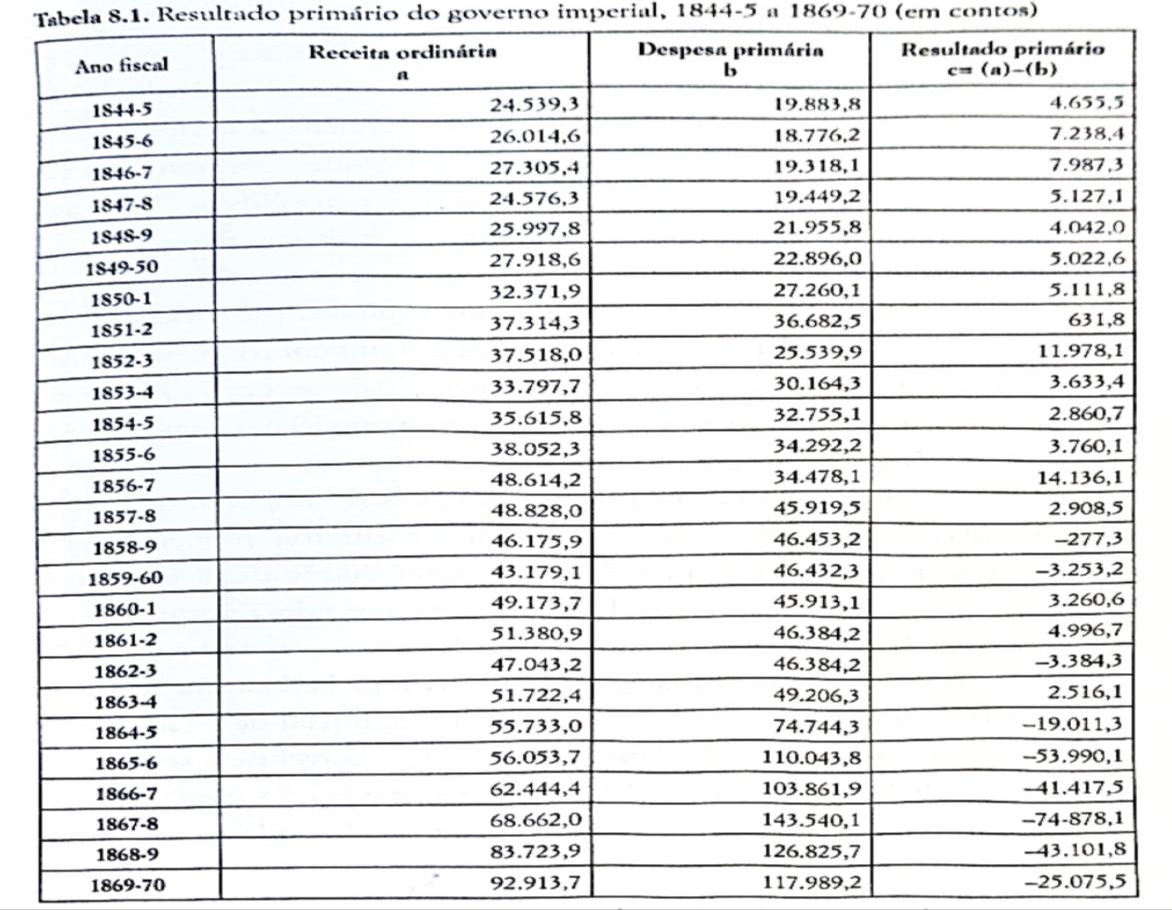 Tabela 8.1. Resultado primário do governo imperial, 1844-5 a 1869-70 (em contos)
Ano fiscal Receita ordinária Despesa primária Resultado primário
a b c= (a)–(b)
1844-5 24.539,3 19.883,8 4.655,5
1845-6 26.014,6 18.776,2 7.238,4
1846-7 27.305,4 19.318,1 7.987,3
1847-8 24.576,3 19.449,2 5.127,1
1848-9 25.997,8 21.955,8 4.042,0
1849-50 27.918,6 22.896,0 5.022,6
1850-1 32.371,9 27.260,1 5.111,8
1851-2 37.314,3 36.682,5 631,8
1852-3 37.518,0 25.539,9 11.978,1
1853-4 33.797,7 30.164,3 3.633,4
1854-5 35.615,8 32.755,1 2.860,7
1855-6 38.052,3 34.292,2 3.760,1
1856-7 48.614,2 34.478,1 14.136,1
1857-8 48.828,0 45.919,5 2.908,5
1858-9 46.175,9 46.453,2 –277,3
1859-60 43.179,1 46.432,3 –3.253,2
1860-1 49.173,7 45.913,1 3.260,6
1861-2 51.380,9 46.384,2 4.996,7
1862-3 47.043,2 46.384,2 –3.384,3
1863-4 51.722,4 49.206,3 2.516,1
1864-5 55.733,0 74.744,3 –19.011,3
1865-6 56.053,7 110.043,8 –53.990,1
1866-7 62.444,4 103.861,9 –41.417,5
1867-8 68.662,0 143.540,1 –74-878,1
1868-9 83.723,9 126.825,7 –43.101,8
1869-70 92.913,7 117.989,2 –25.075,5